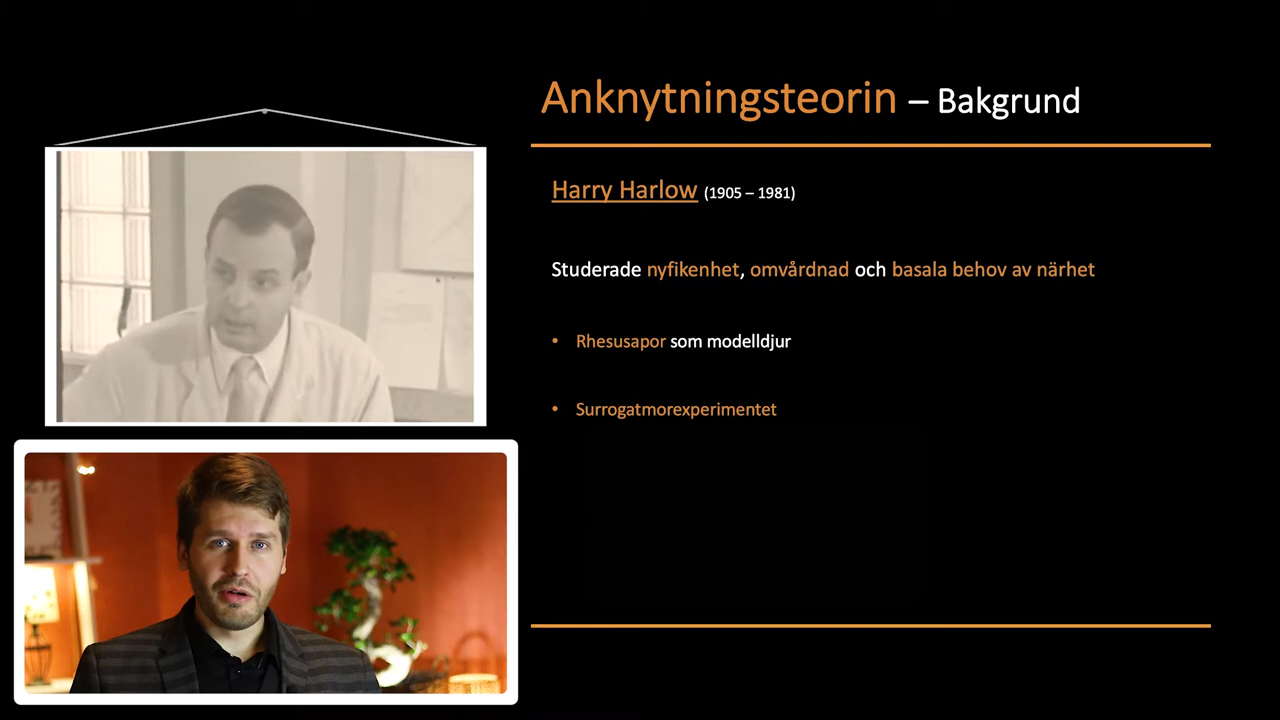 Anknytningsteorin – Bakgrund
Harry Harlow (1905 – 1981)
Studerade nyfikenhet, omvårdnad och basala behov av närhet
• Rhesusapor som modelldjur
• Surrogatmorexperimentet